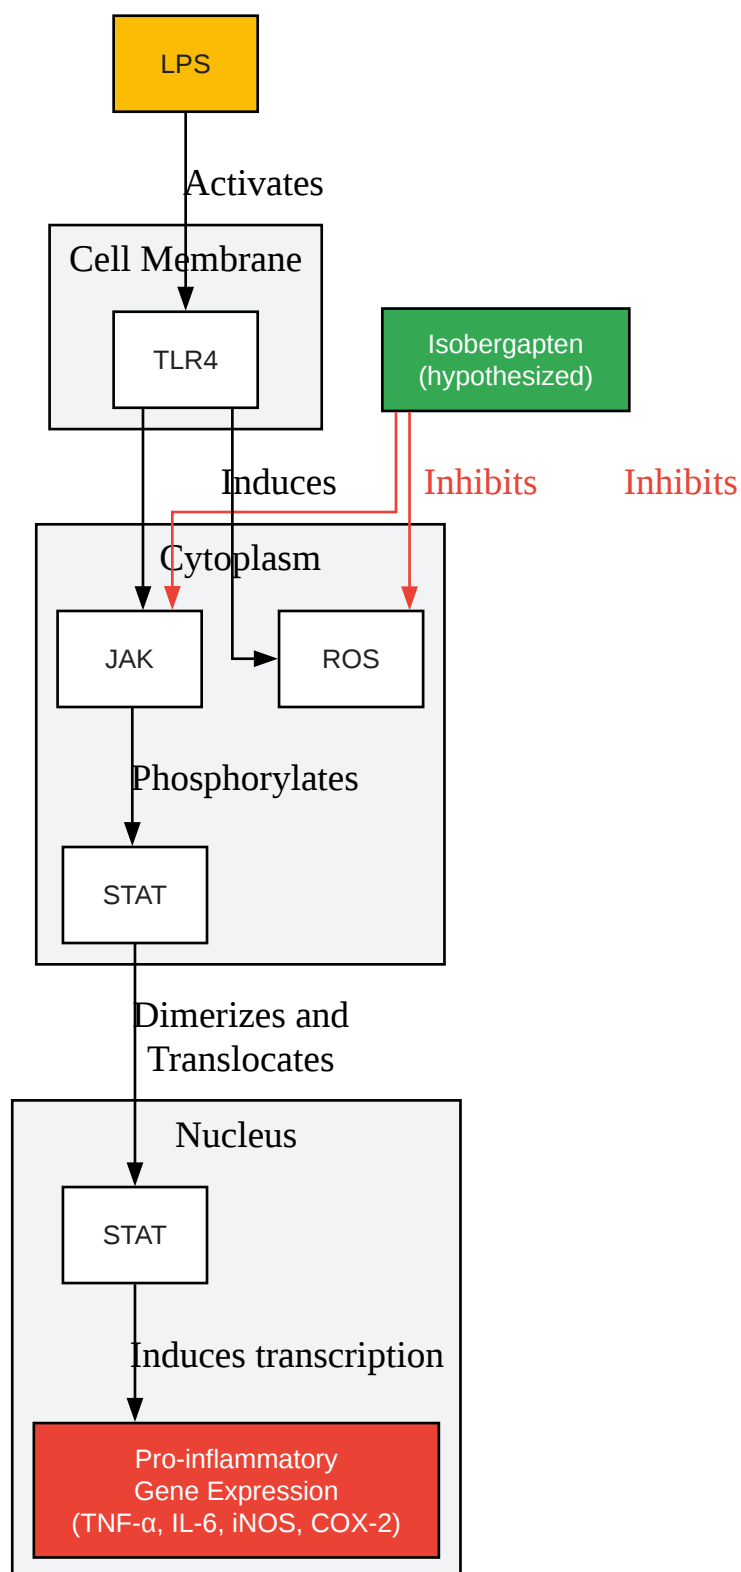 LPS
Activates
Cell Membrane
TLR4
Isobergapten
(hypothesized)
Induces
Inhibits
Inhibits
Cytoplasm
JAK
ROS
Phosphorylates
STAT
Dimerizes and
Translocates
Nucleus
STAT
Induces transcription
Pro-inflammatory
Gene Expression
(TNF-α, IL-6, iNOS, COX-2)